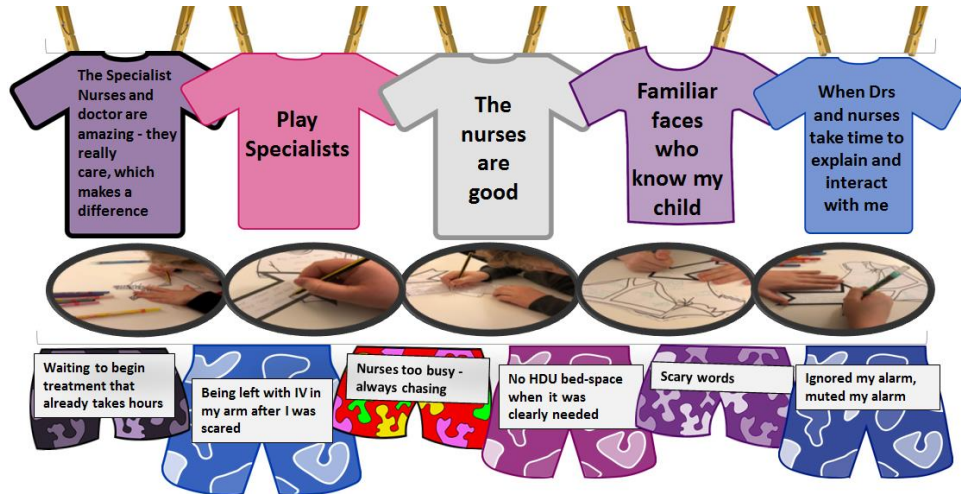 The Specialist
Nurses and
doctor are
amazing - they
really
care, which
makes a
difference
Play
Specialists
The
nurses
are
good
Familiar
faces
who
know my
child
When Drs
and nurses
take time to
explain and
interact
with me
Waiting to begin
treatment that
already takes hours
Being left with IV in
my arm after I was
scared
Nurses too busy -
always chasing
No HDU bed-space
when it was
clearly needed
Scary words
Ignored my alarm,
muted my alarm